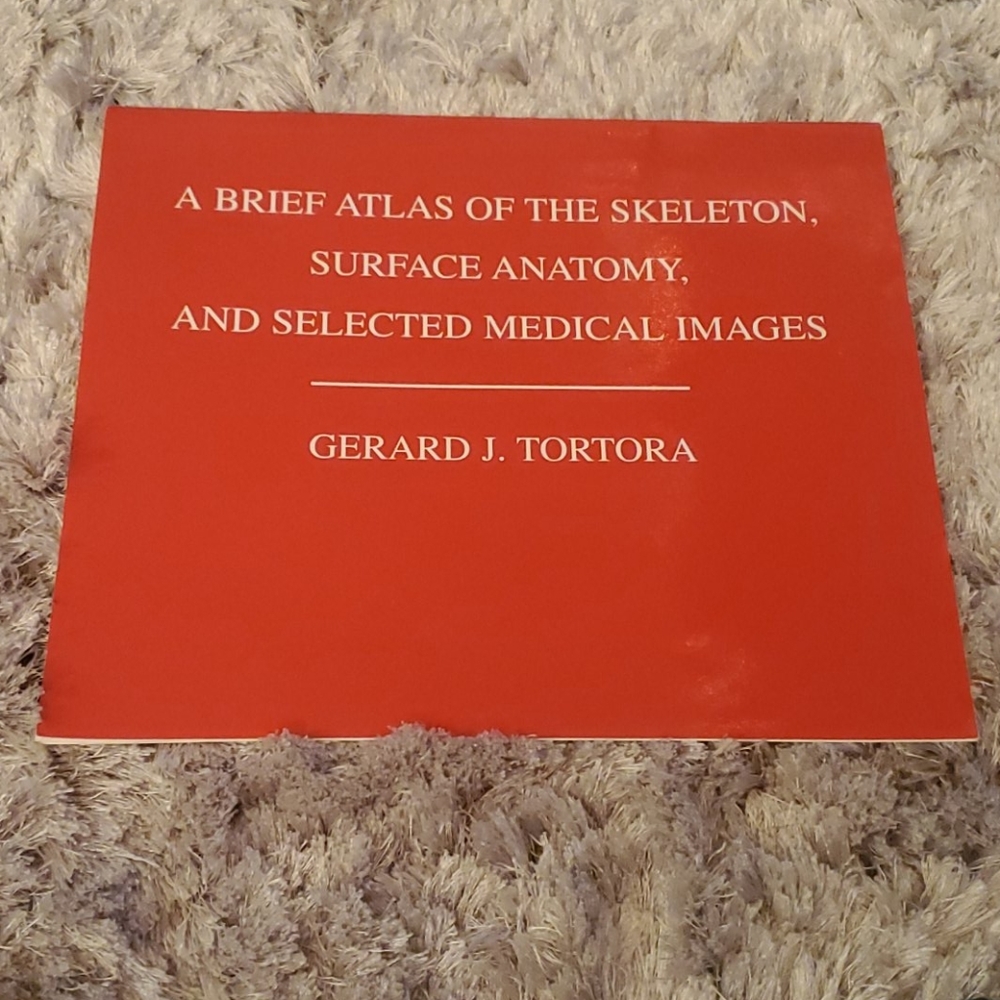 A BRIEF ATLAS OF THE SKELETON,
SURFACE ANATOMY,
AND SELECTED MEDICAL IMAGES
GERARD J. TORTORA